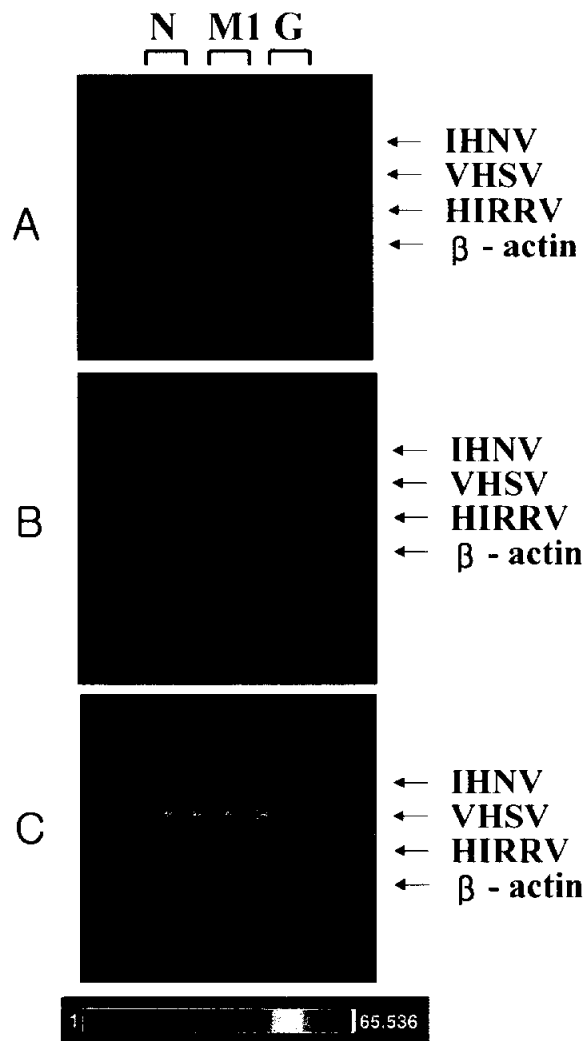 N M1 G
A
IHNV
VHSV
HIRRV
β - actin
B
IHNV
VHSV
HIRRV
β - actin
C
IHNV
VHSV
HIRRV
β - actin
1 65.536